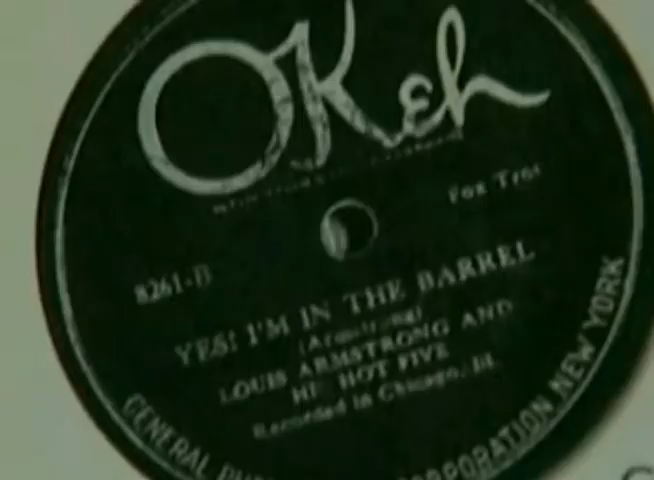 OKeh
Fox Trot
8261-B
YES! I'M IN THE BARREL
(Armstrong)
LOUIS ARMSTRONG AND
HIS HOT FIVE
Recorded in Chicago, Ill.
GENERAL CORPORATION NEW YORK